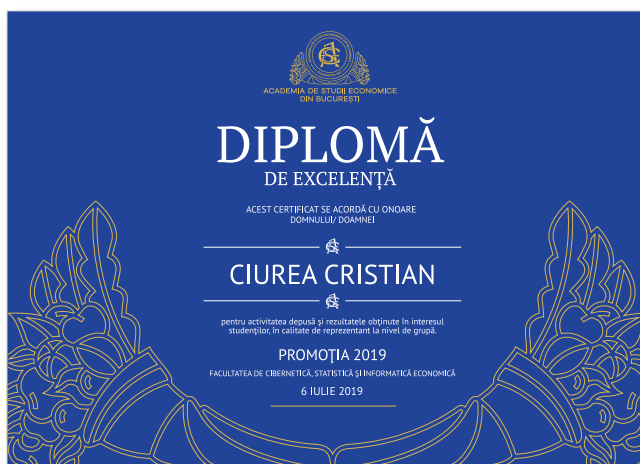 ACADEMIA DE STUDII ECONOMICE
DIN BUCUREȘTI
DIPLOMĂ
DE EXCELENȚĂ
ACEST CERTIFICAT SE ACORDĂ CU ONOARE
DOMNULUI/ DOAMNEI
CIUREA CRISTIAN
pentru activitatea depusă și rezultatele obținute în interesul
studenților, în calitate de reprezentant la nivel de grupă.
PROMOȚIA 2019
FACULTATEA DE CIBERNETICĂ, STATISTICĂ ȘI INFORMATICĂ ECONOMICĂ
6 IULIE 2019